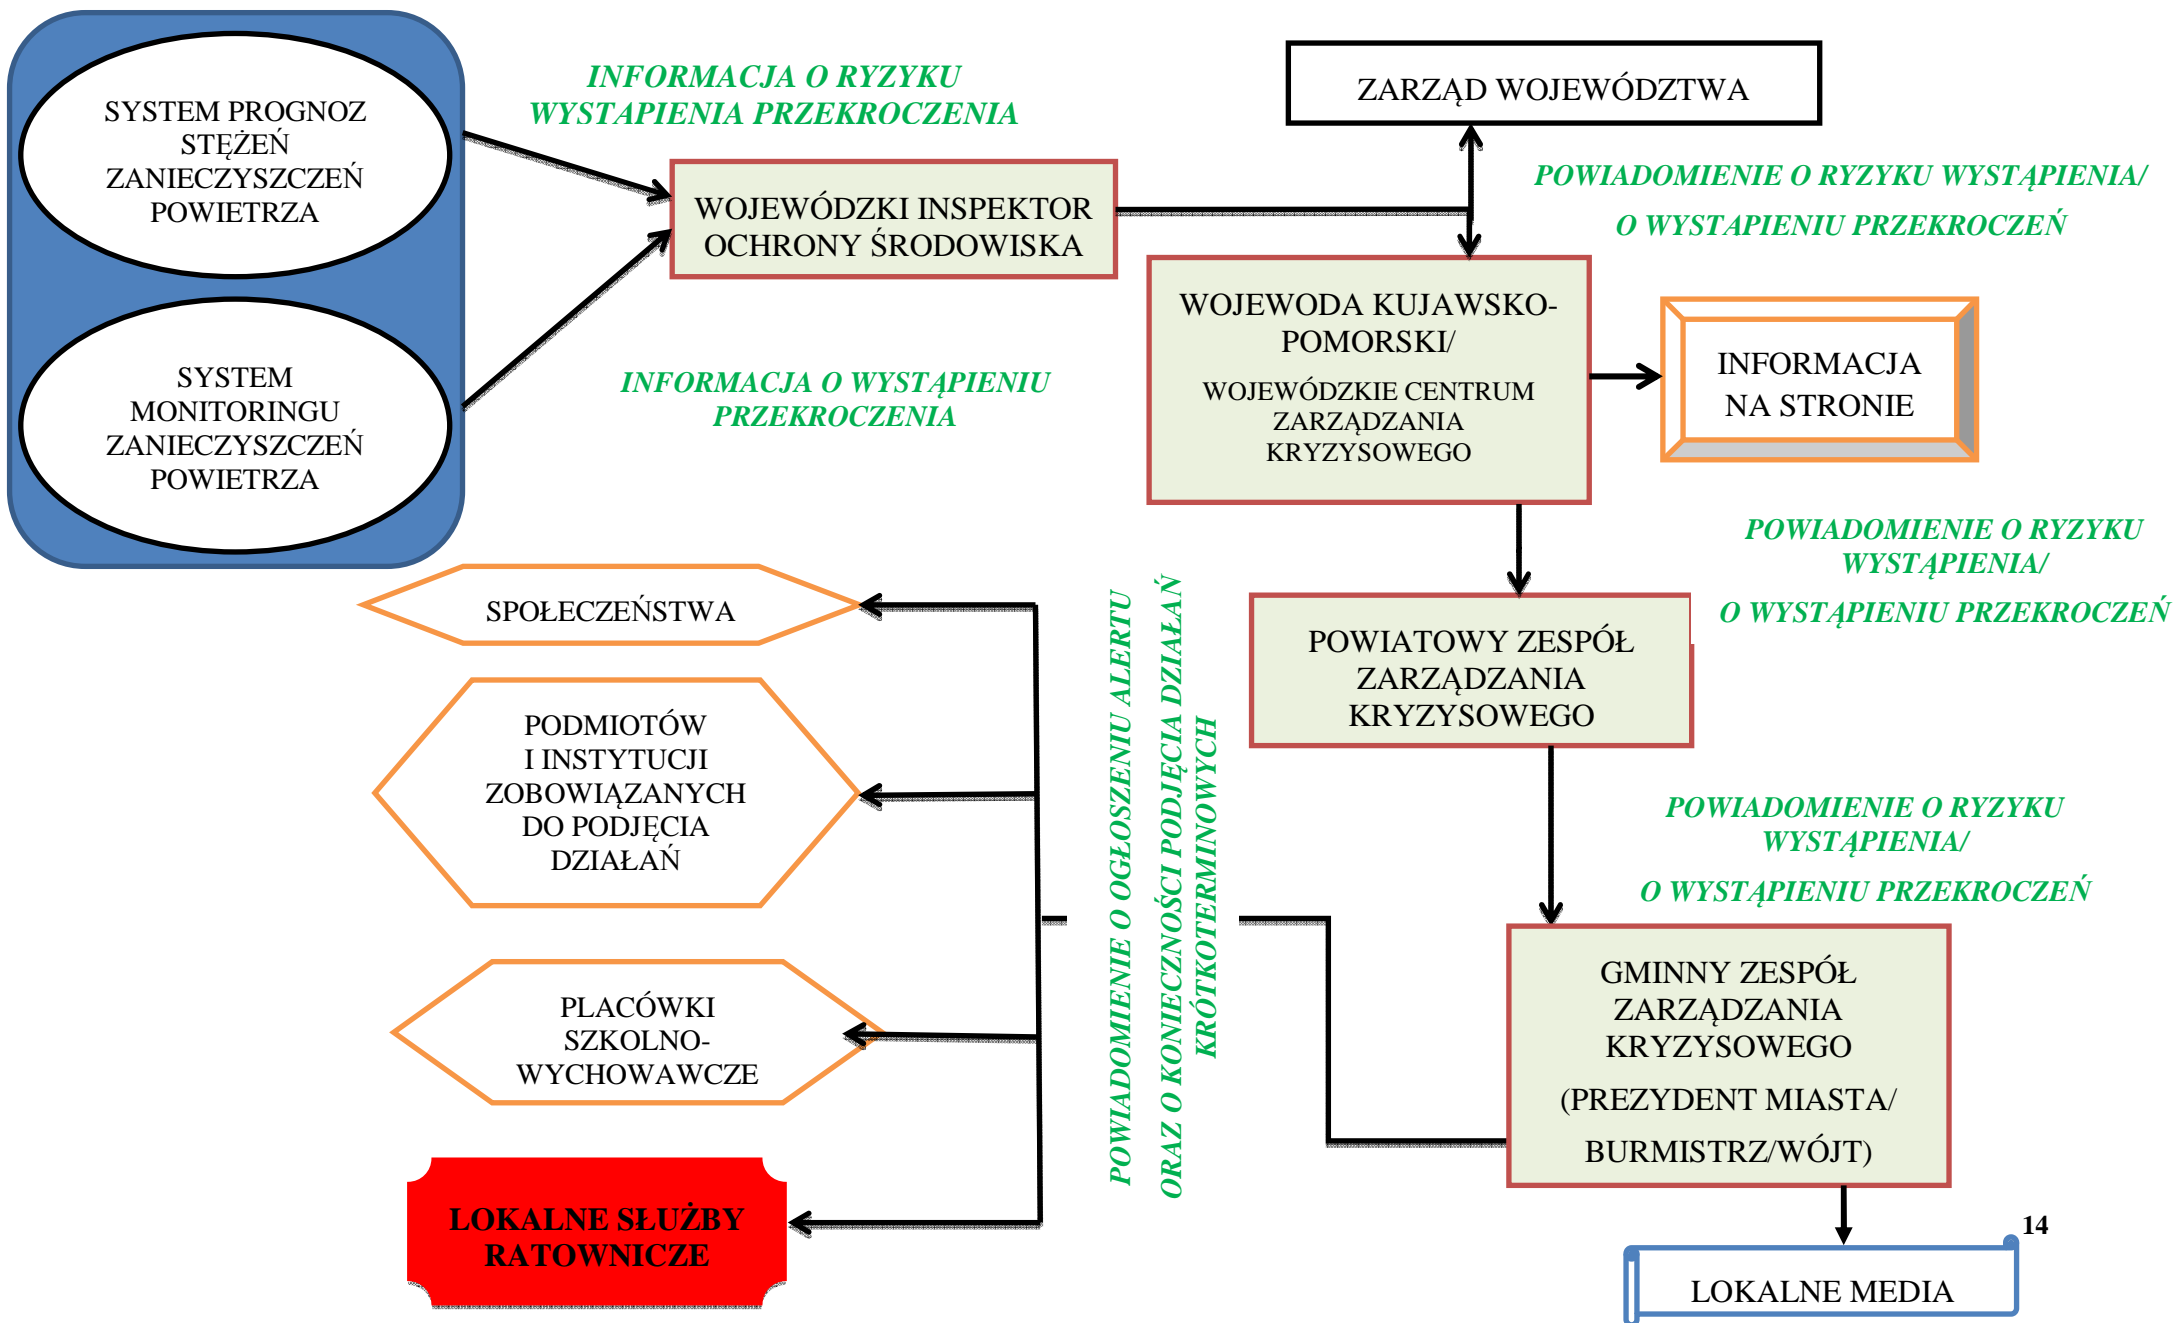 SYSTEM PROGNOZ
STĘŻEŃ
ZANIECZYSZCZEŃ
POWIETRZA
INFORMACJA O RYZYKU
WYSTAPIENIA PRZEKROCZENIA
ZARZĄD WOJEWÓDZTWA
WOJEWÓDZKI INSPEKTOR
OCHRONY ŚRODOWISKA
POWIADOMIENIE O RYZYKU WYSTĄPIENIA/
O WYSTAPIENIU PRZEKROCZEŃ
SYSTEM
MONITORINGU
ZANIECZYSZCZEŃ
POWIETRZA
INFORMACJA O WYSTĄPIENIU
PRZEKROCZENIA
WOJEWODA KUJAWSKO-
POMORSKI/
WOJEWÓDZKIE CENTRUM
ZARZĄDZANIA
KRYZYSOWEGO
INFORMACJA
NA STRONIE
POWIADOMIENIE O RYZYKU
WYSTĄPIENIA/
O WYSTĄPIENIU PRZEKROCZEŃ
POWIATOWY ZESPÓŁ
ZARZĄDZANIA
KRYZYSOWEGO
POWIADOMIENIE O RYZYKU
WYSTĄPIENIA/
O WYSTĄPIENIU PRZEKROCZEŃ
GMINNY ZESPÓŁ
ZARZĄDZANIA
KRYZYSOWEGO
(PREZYDENT MIASTA/
BURMISTRZ/WÓJT)
POWIADOMIENIE O OGŁOSZENIU ALERTU
ORAZ O KONIECZNOŚCI PODJĘCIA DZIAŁAŃ
KRÓTKOTERMINOWYCH
SPOŁECZEŃSTWA
PODMIOTÓW
I INSTYTUCJI
ZOBOWIĄZANYCH
DO PODJĘCIA
DZIAŁAŃ
PLACÓWKI
SZKOLNO-
WYCHOWAWCZE
LOKALNE SŁUŻBY
RATOWNICZE
14
LOKALNE MEDIA